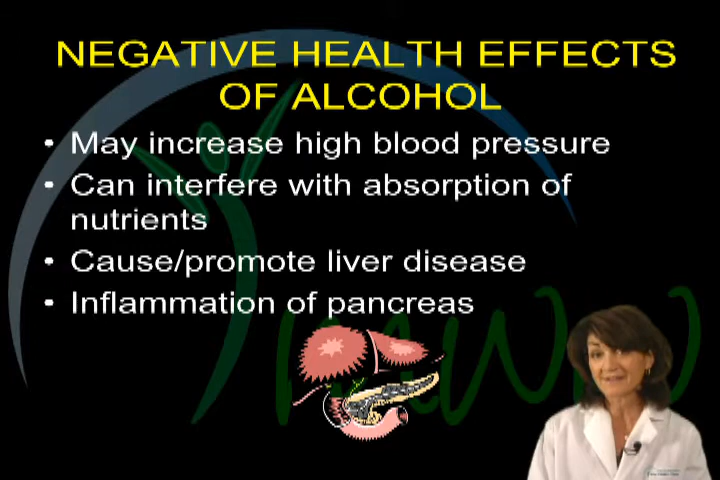 NEGATIVE HEALTH EFFECTS
OF ALCOHOL
• May increase high blood pressure
• Can interfere with absorption of
nutrients
• Cause/promote liver disease
• Inflammation of pancreas